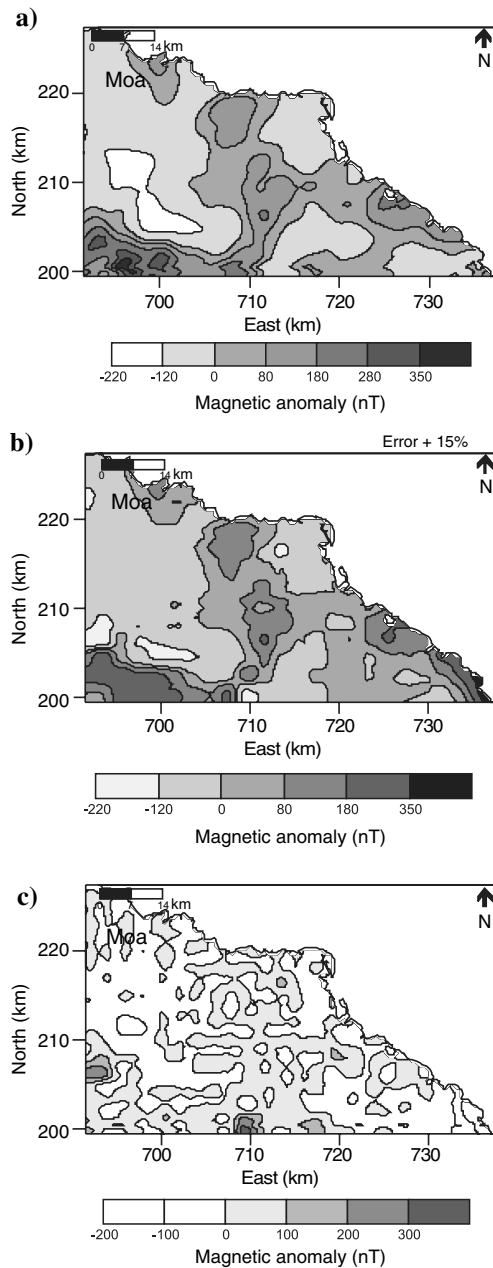 a)
0 7 14 km
Moa
N
220
210
200
North (km)
700 710 720 730
East (km)
-220 -120 0 80 180 280 350
Magnetic anomaly (nT)
b)
Error + 15%
0 14 km
Moa
N
220
210
200
North (km)
700 710 720 730
East (km)
-220 -120 0 80 180 350
Magnetic anomaly (nT)
c)
14 km
Moa
N
220
210
200
North (km)
700 710 720 730
East (km)
-200 -100 0 100 200 300
Magnetic anomaly (nT)